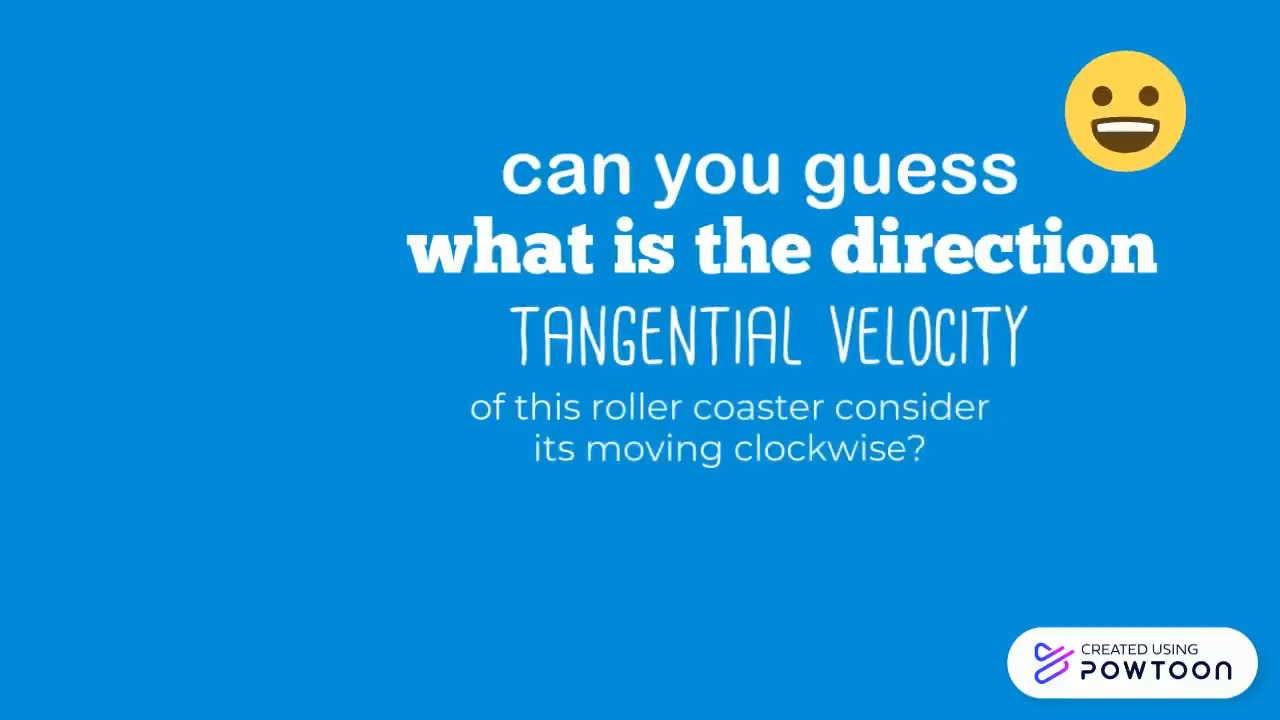 can you guess
what is the direction
TANGENTIAL VELOCITY
of this roller coaster consider
its moving clockwise?
CREATED USING
POWTOON